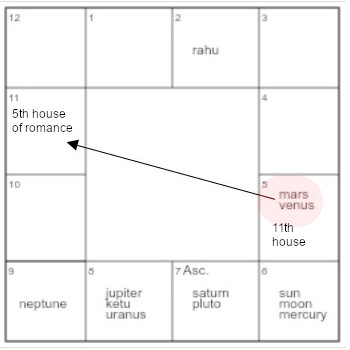 12
1
2
3
rahu
11
5th house
of romance
4
10
5
mars
venus
11th
house
9
neptune
8
jupiter
ketu
uranus
7 Asc.
saturn
pluto
6
sun
moon
mercury